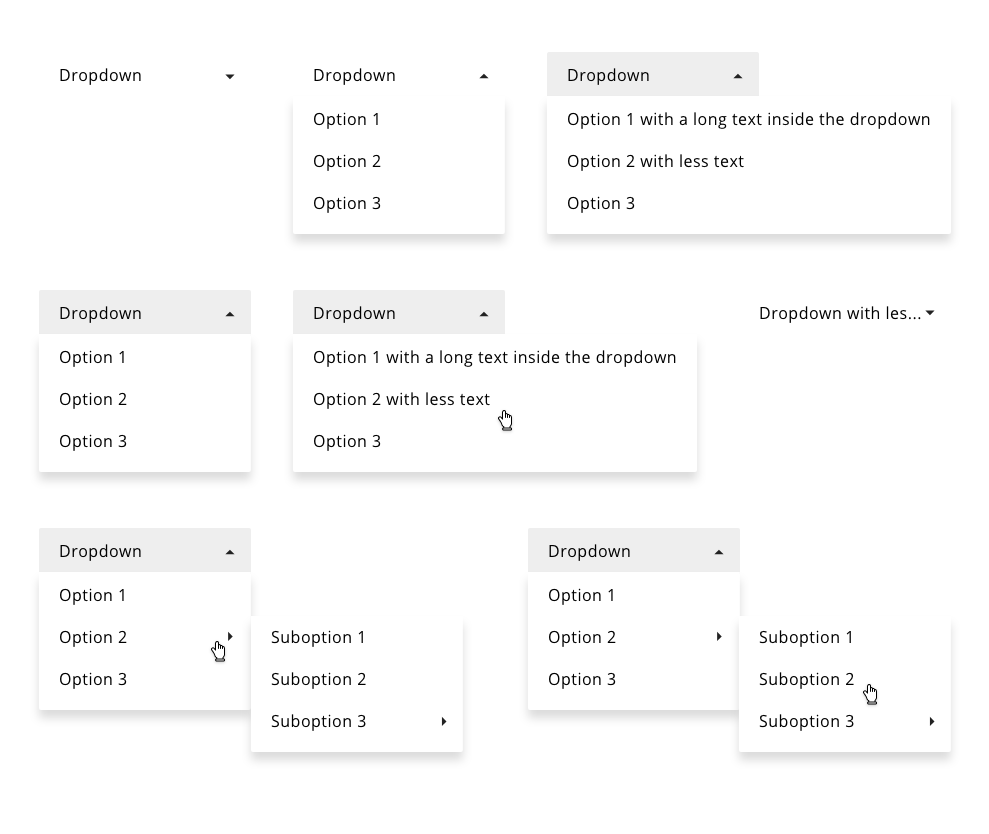 Dropdown
Dropdown
Option 1
Option 2
Option 3
Dropdown
Option 1 with a long text inside the dropdown
Option 2 with less text
Option 3
Dropdown
Option 1
Option 2
Option 3
Dropdown
Option 1 with a long text inside the dropdown
Option 2 with less text
Option 3
Dropdown with les...
Dropdown
Option 1
Option 2
Option 3
Suboption 1
Suboption 2
Suboption 3
Dropdown
Option 1
Option 2
Option 3
Suboption 1
Suboption 2
Suboption 3